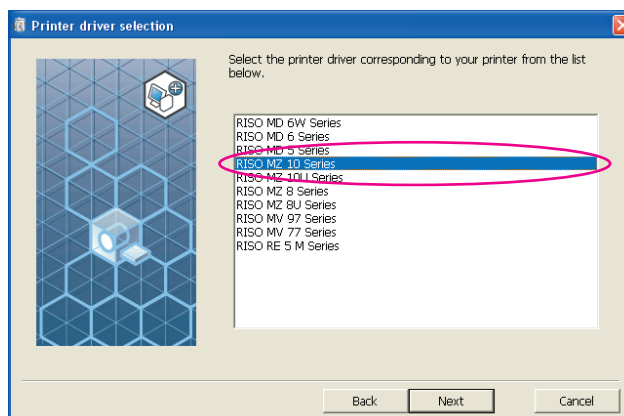 Printer driver selection
Select the printer driver corresponding to your printer from the list
below.
RISO MD 6W Series
RISO MD 6 Series
RISO MD 5 Series
RISO MZ 10 Series
RISO MZ 10U Series
RISO MZ 8 Series
RISO MZ 8U Series
RISO MV 97 Series
RISO MV 77 Series
RISO RE 5 M Series
Back Next Cancel